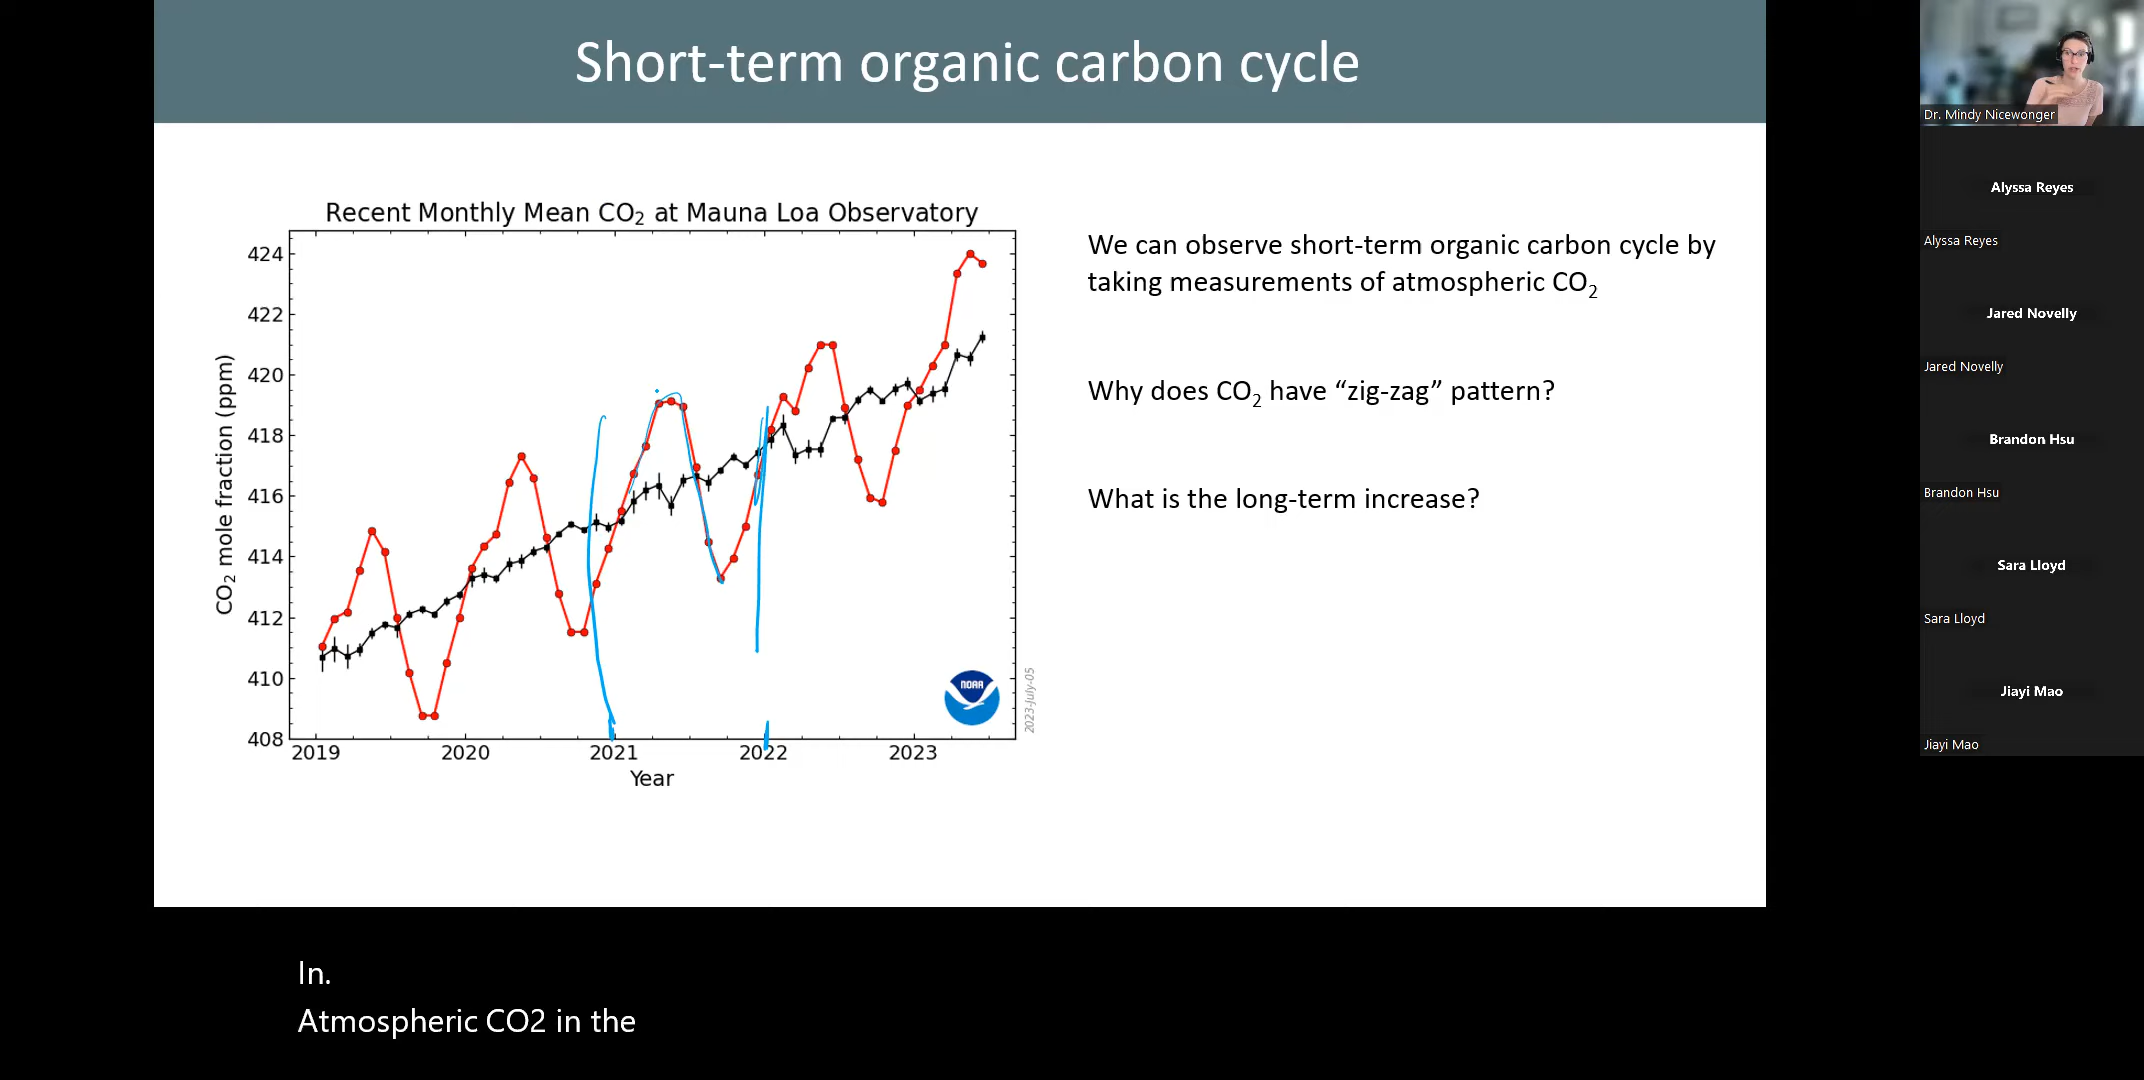 Short-term organic carbon cycle
Recent Monthly Mean CO2 at Mauna Loa Observatory
424
422
420
418
416
414
412
410
408
CO2 mole fraction (ppm)
2019 2020 2021 2022 2023
Year
NOAA
2023-July-05
We can observe short-term organic carbon cycle by
taking measurements of atmospheric CO2
Why does CO2 have “zig-zag” pattern?
What is the long-term increase?
In.
Atmospheric CO2 in the
Dr. Mindy Nicewonger
Alyssa Reyes
Alyssa Reyes
Jared Novelly
Jared Novelly
Brandon Hsu
Brandon Hsu
Sara Lloyd
Sara Lloyd
Jiayi Mao
Jiayi Mao